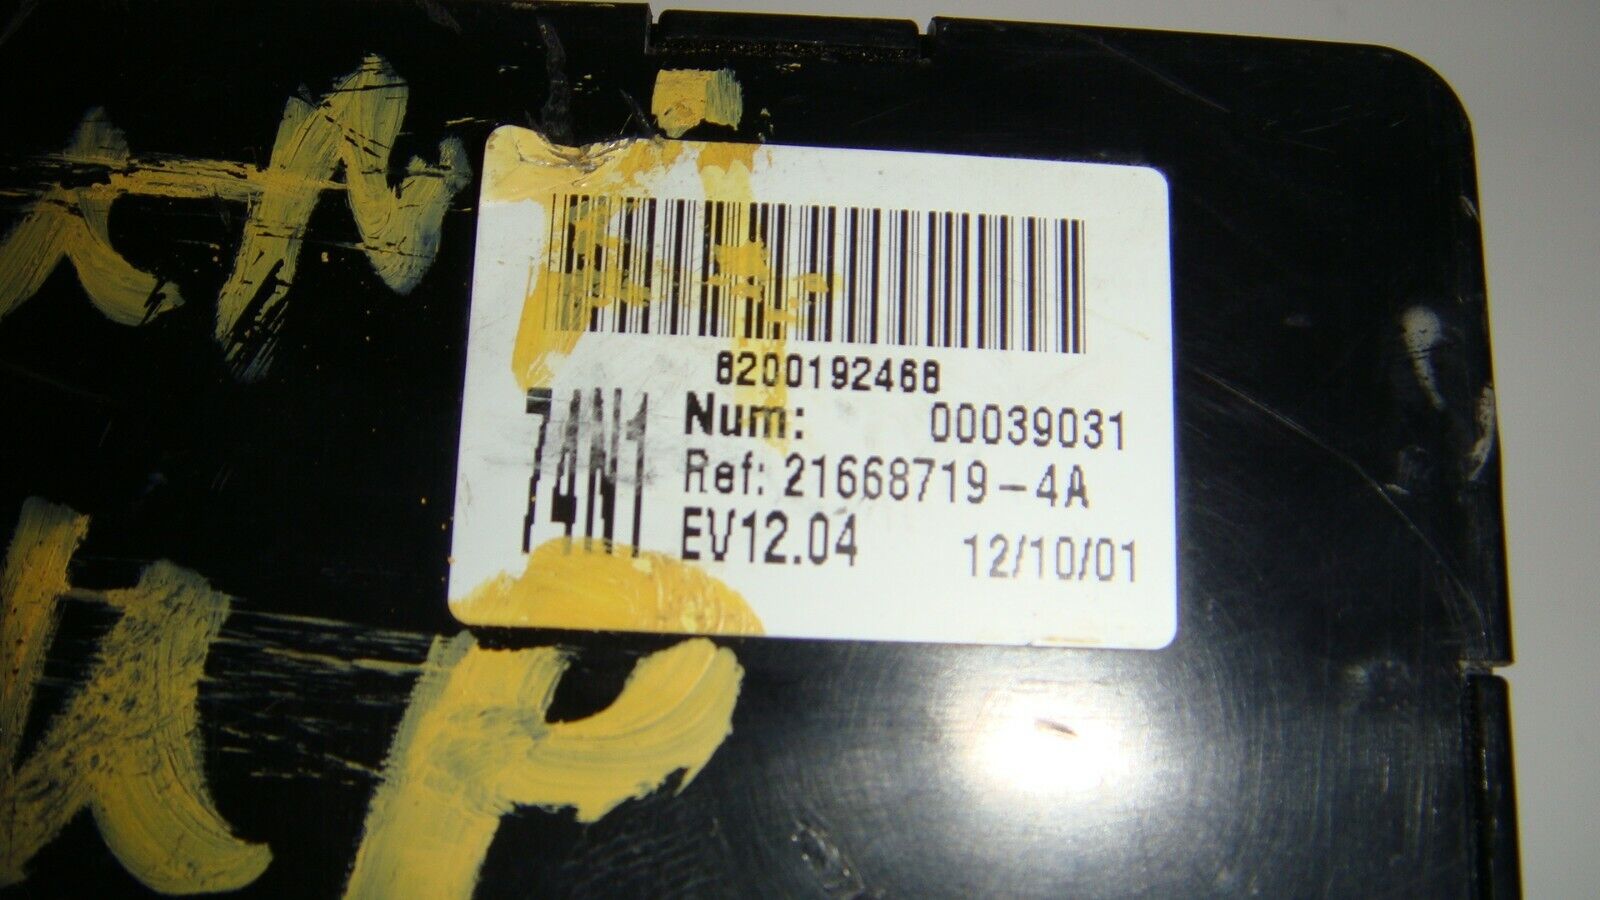 8200192468
74N1
Num: 00039031
Ref: 21668719-4A
EV12.04 12/10/01